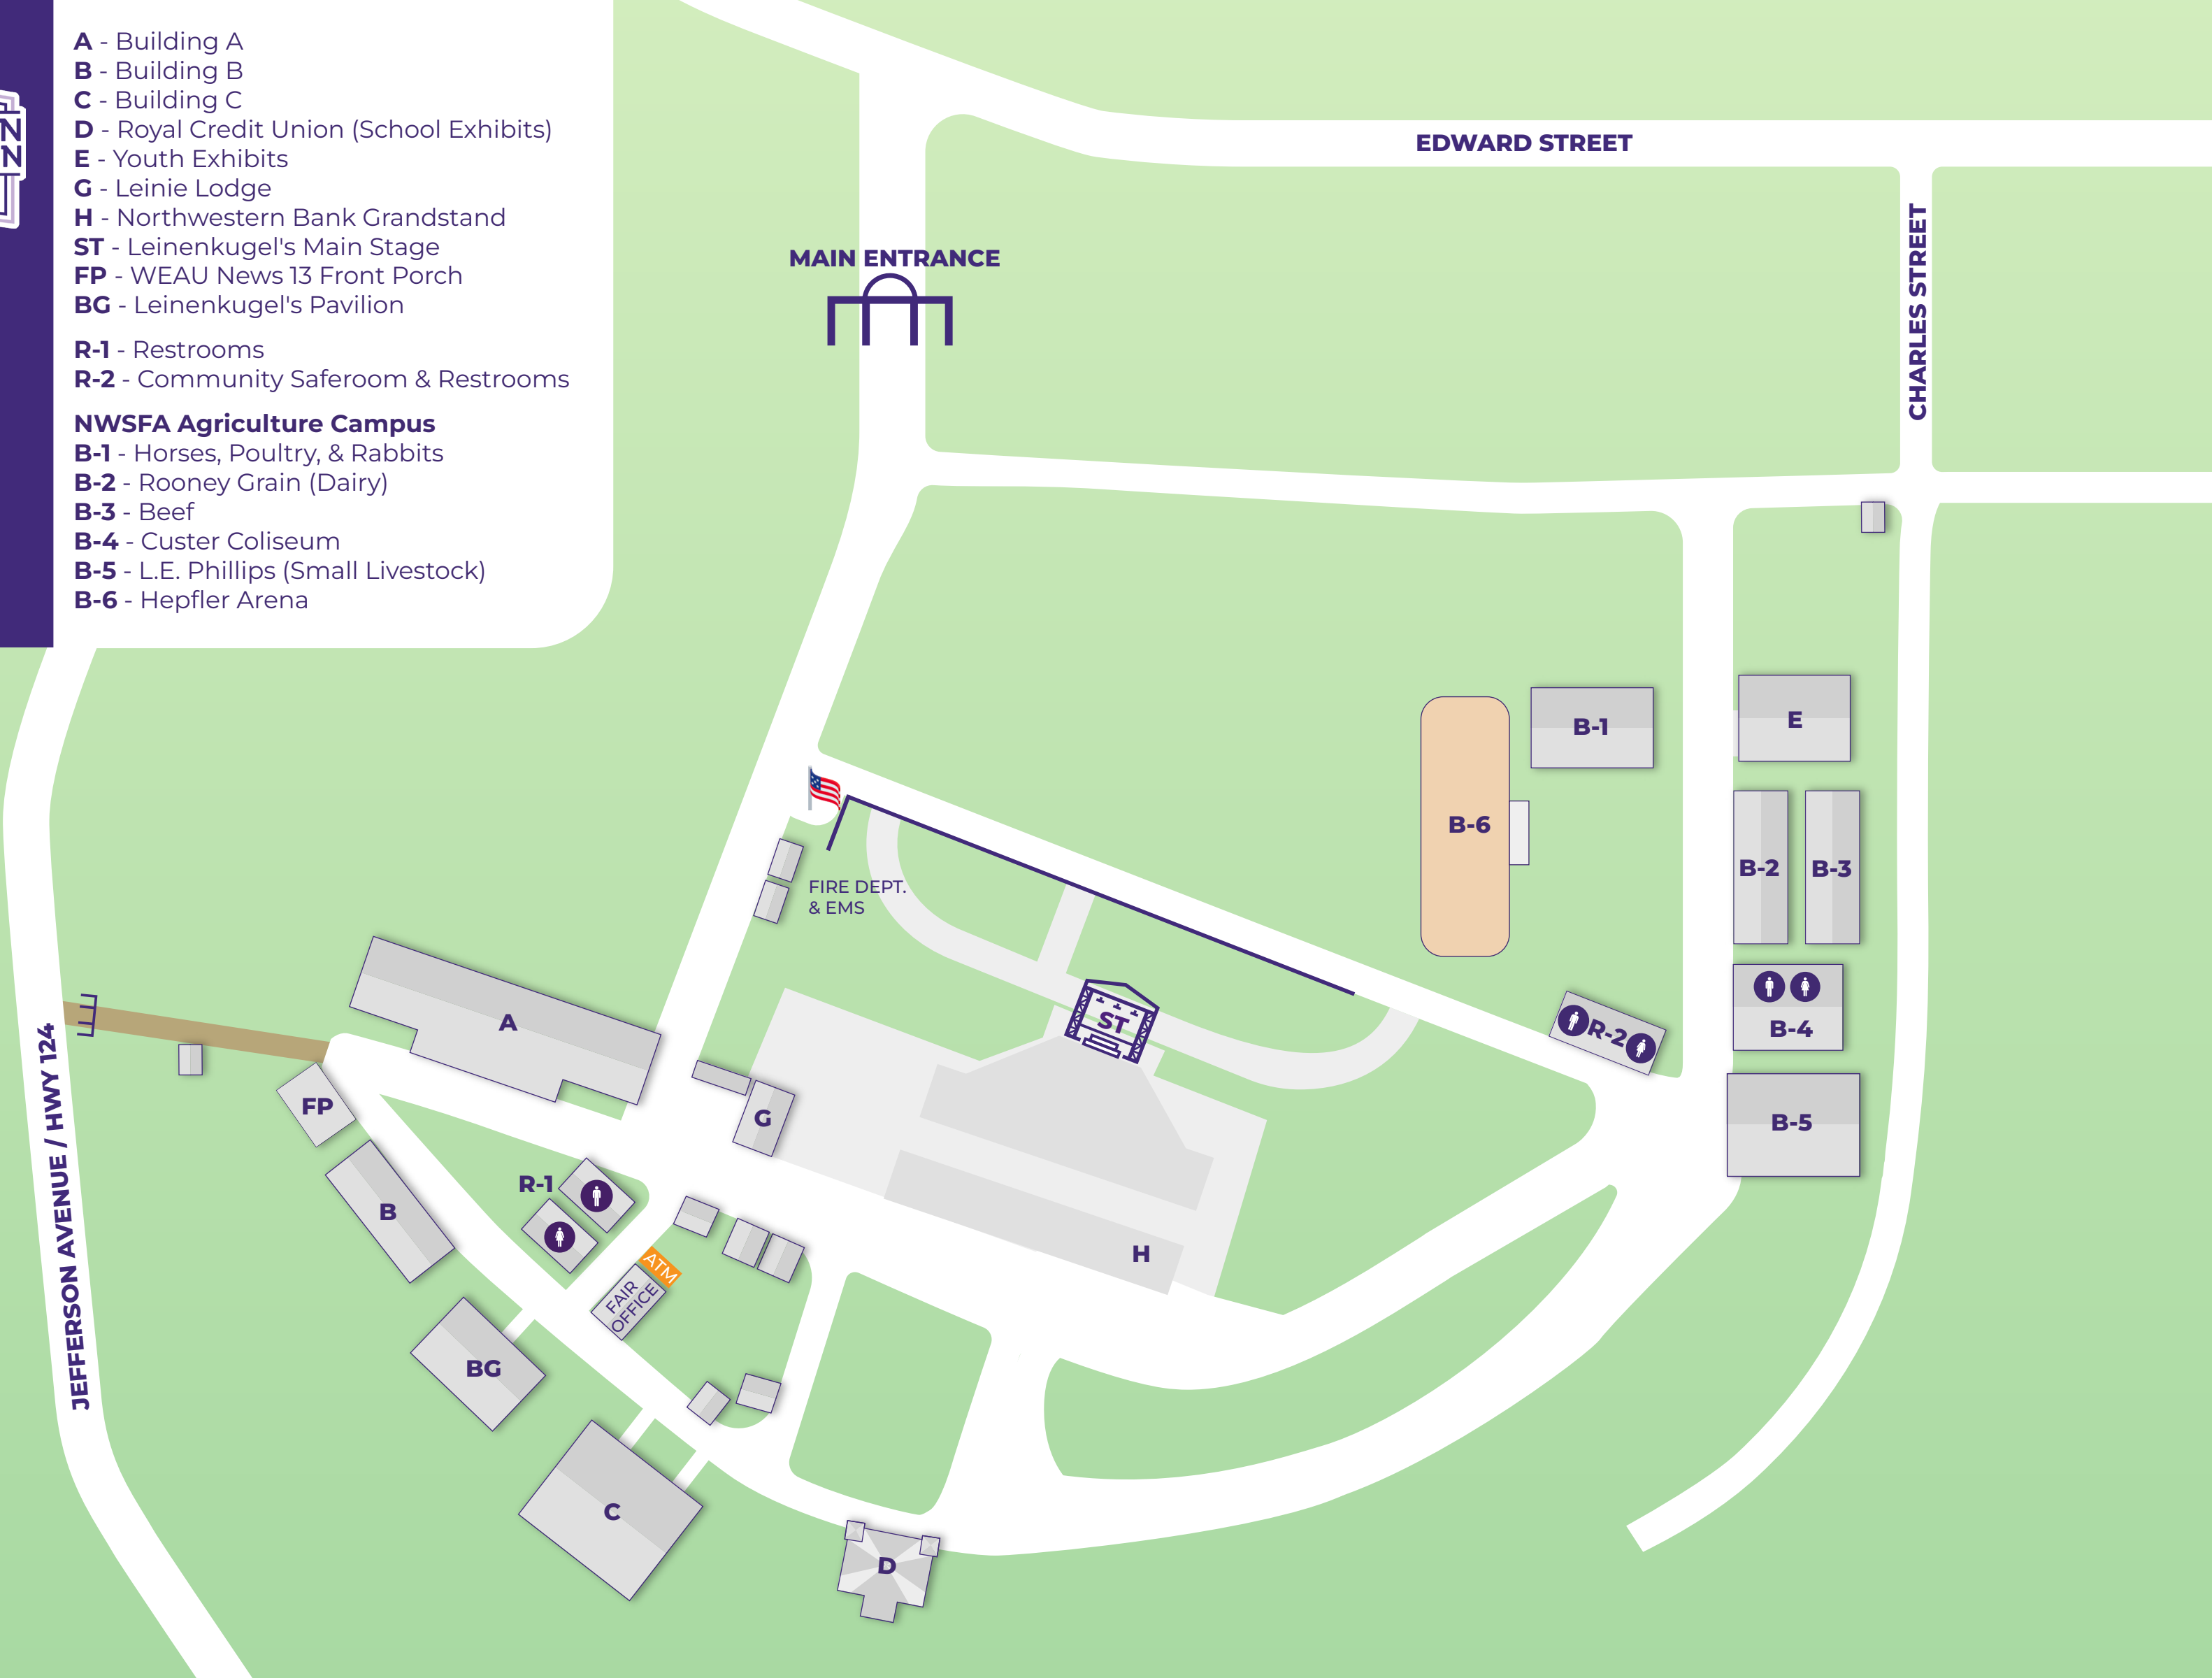 N
N
A - Building A
B - Building B
C - Building C
D - Royal Credit Union (School Exhibits)
E - Youth Exhibits
G - Leinie Lodge
H - Northwestern Bank Grandstand
ST - Leinenkugel's Main Stage
FP - WEAU News 13 Front Porch
BG - Leinenkugel's Pavilion
R-1 - Restrooms
R-2 - Community Saferoom & Restrooms
NWSFA Agriculture Campus
B-1 - Horses, Poultry, & Rabbits
B-2 - Rooney Grain (Dairy)
B-3 - Beef
B-4 - Custer Coliseum
B-5 - L.E. Phillips (Small Livestock)
B-6 - Hepfler Arena
EDWARD STREET
CHARLES STREET
MAIN ENTRANCE
B-1
E
B-6
B-2
B-3
FIRE DEPT.
& EMS
A
ST
R-2
B-4
FP
G
B-5
JEFFERSON AVENUE / HWY 124
R-1
B
H
ATM
FAIR
OFFICE
BG
C
D